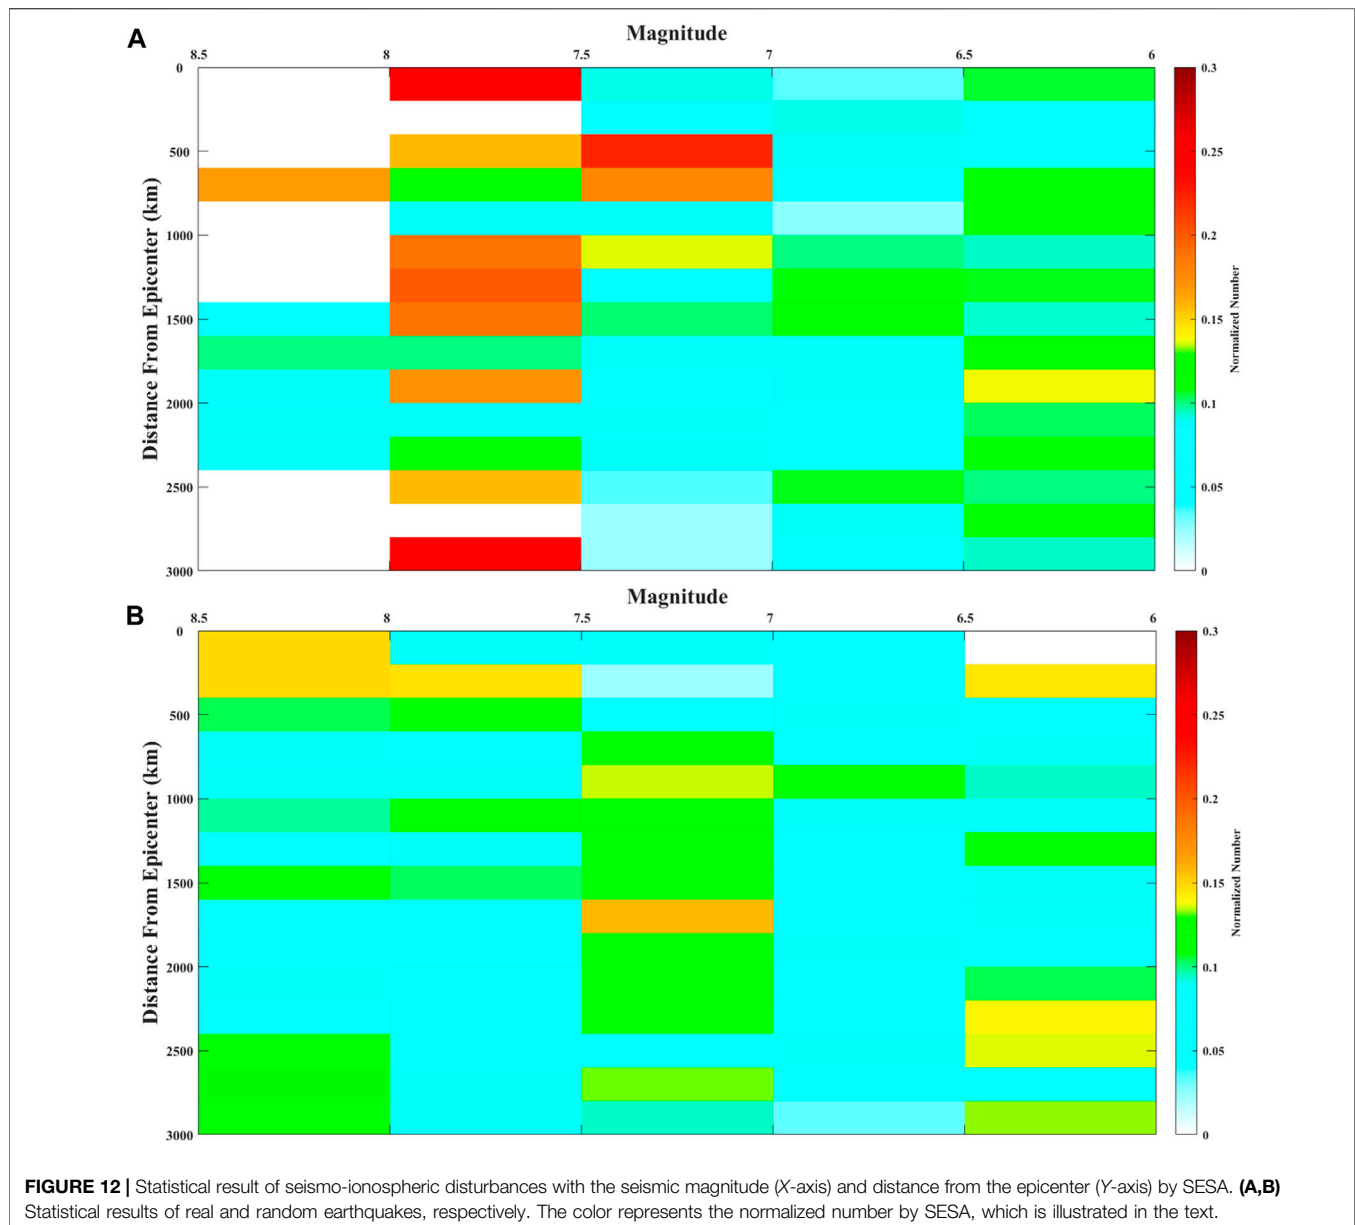 A
Magnitude
8.5 8 7.5 7 6.5 6
0
500
1000
1500
2000
2500
3000
Distance From Epicenter (km)
0.3
0.25
0.2
0.15
0.1
0.05
0
Normalized Number
B
Magnitude
8.5 8 7.5 7 6.5 6
0
500
1000
1500
2000
2500
3000
Distance From Epicenter (km)
0.3
0.25
0.2
0.15
0.1
0.05
0
Normalized Number
FIGURE 12 | Statistical result of seismo-ionospheric disturbances with the seismic magnitude (X-axis) and distance from the epicenter (Y-axis) by SESA. (A,B)
Statistical results of real and random earthquakes, respectively. The color represents the normalized number by SESA, which is illustrated in the text.